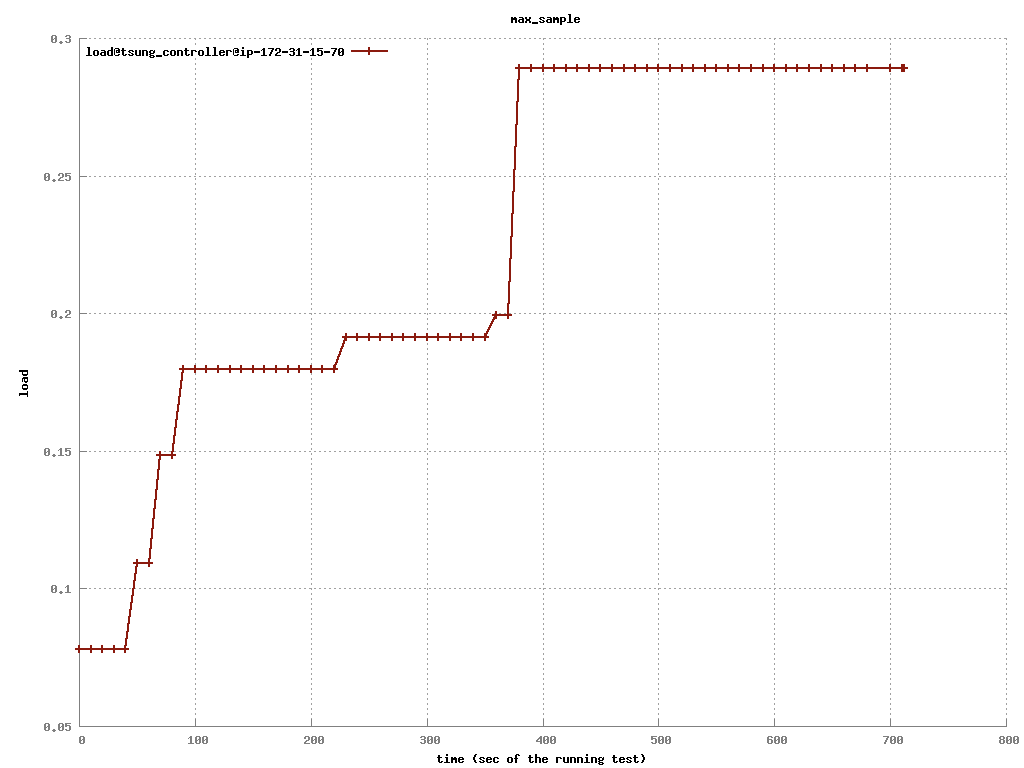 max_sample
load@tsung_controller@ip-172-31-15-70
0.3
0.25
0.2
0.15
0.1
0.05
load
0 100 200 300 400 500 600 700 800
time (sec of the running test)